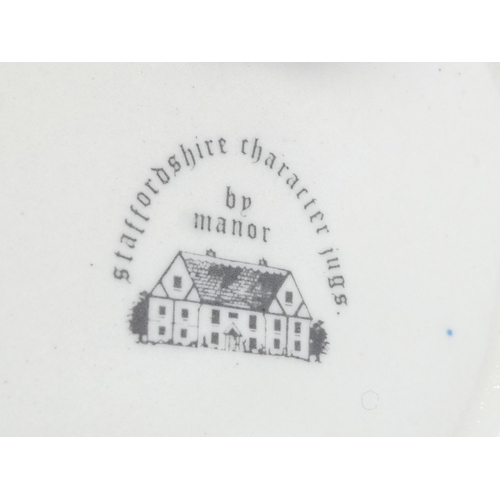 staffordshire character jugs.
by
manor